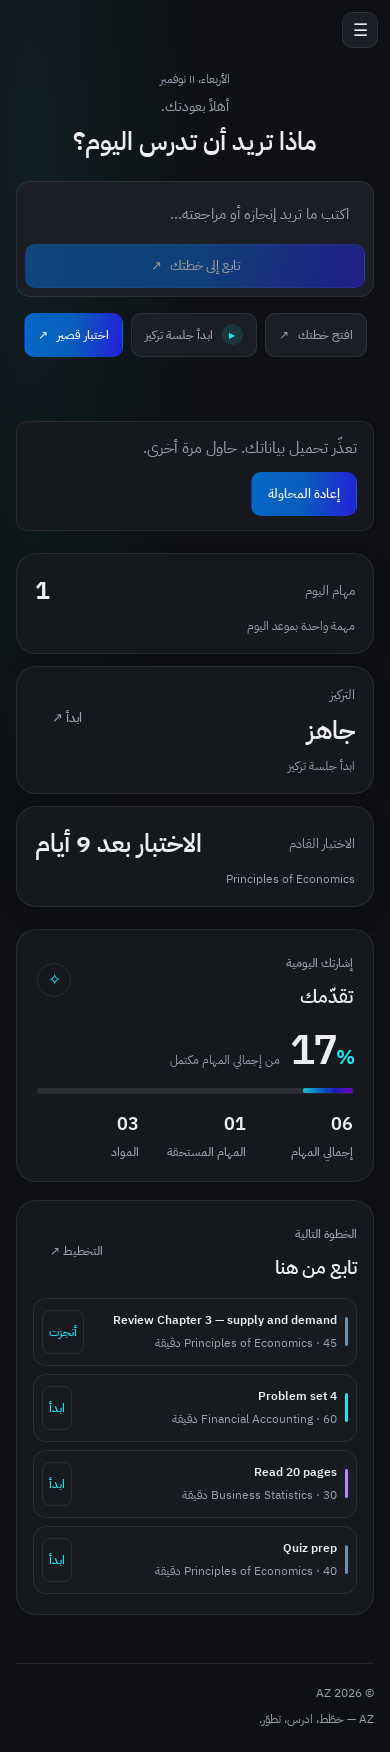 ☰
الأربعاء، ١١ نوفمبر
أهلاً بعودتك.
ماذا تريد أن تدرس اليوم؟
اكتب ما تريد إنجازه أو مراجعته...
تابع إلى خطتك ↗
افتح خطتك ↗
ابدأ جلسة تركيز
اختبار قصير ↗
تعذّر تحميل بياناتك. حاول مرة أخرى.
إعادة المحاولة
مهام اليوم
1
مهمة واحدة بموعد اليوم
التركيز
جاهز
ابدأ جلسة تركيز
ابدأ ↗
الاختبار القادم
الاختبار بعد 9 أيام
Principles of Economics
إشارتك اليومية
تقدّمك
17%
من إجمالي المهام مكتمل
06
إجمالي المهام
01
المهام المستحقة
03
المواد
الخطوة التالية
تابع من هنا
التخطيط ↗
Review Chapter 3 — supply and demand
Principles of Economics · 45 دقيقة
أنجزت
Problem set 4
Financial Accounting · 60 دقيقة
ابدأ
Read 20 pages
Business Statistics · 30 دقيقة
ابدأ
Quiz prep
Principles of Economics · 40 دقيقة
ابدأ
© 2026 AZ
AZ — خطّط، ادرس، تطوّر.